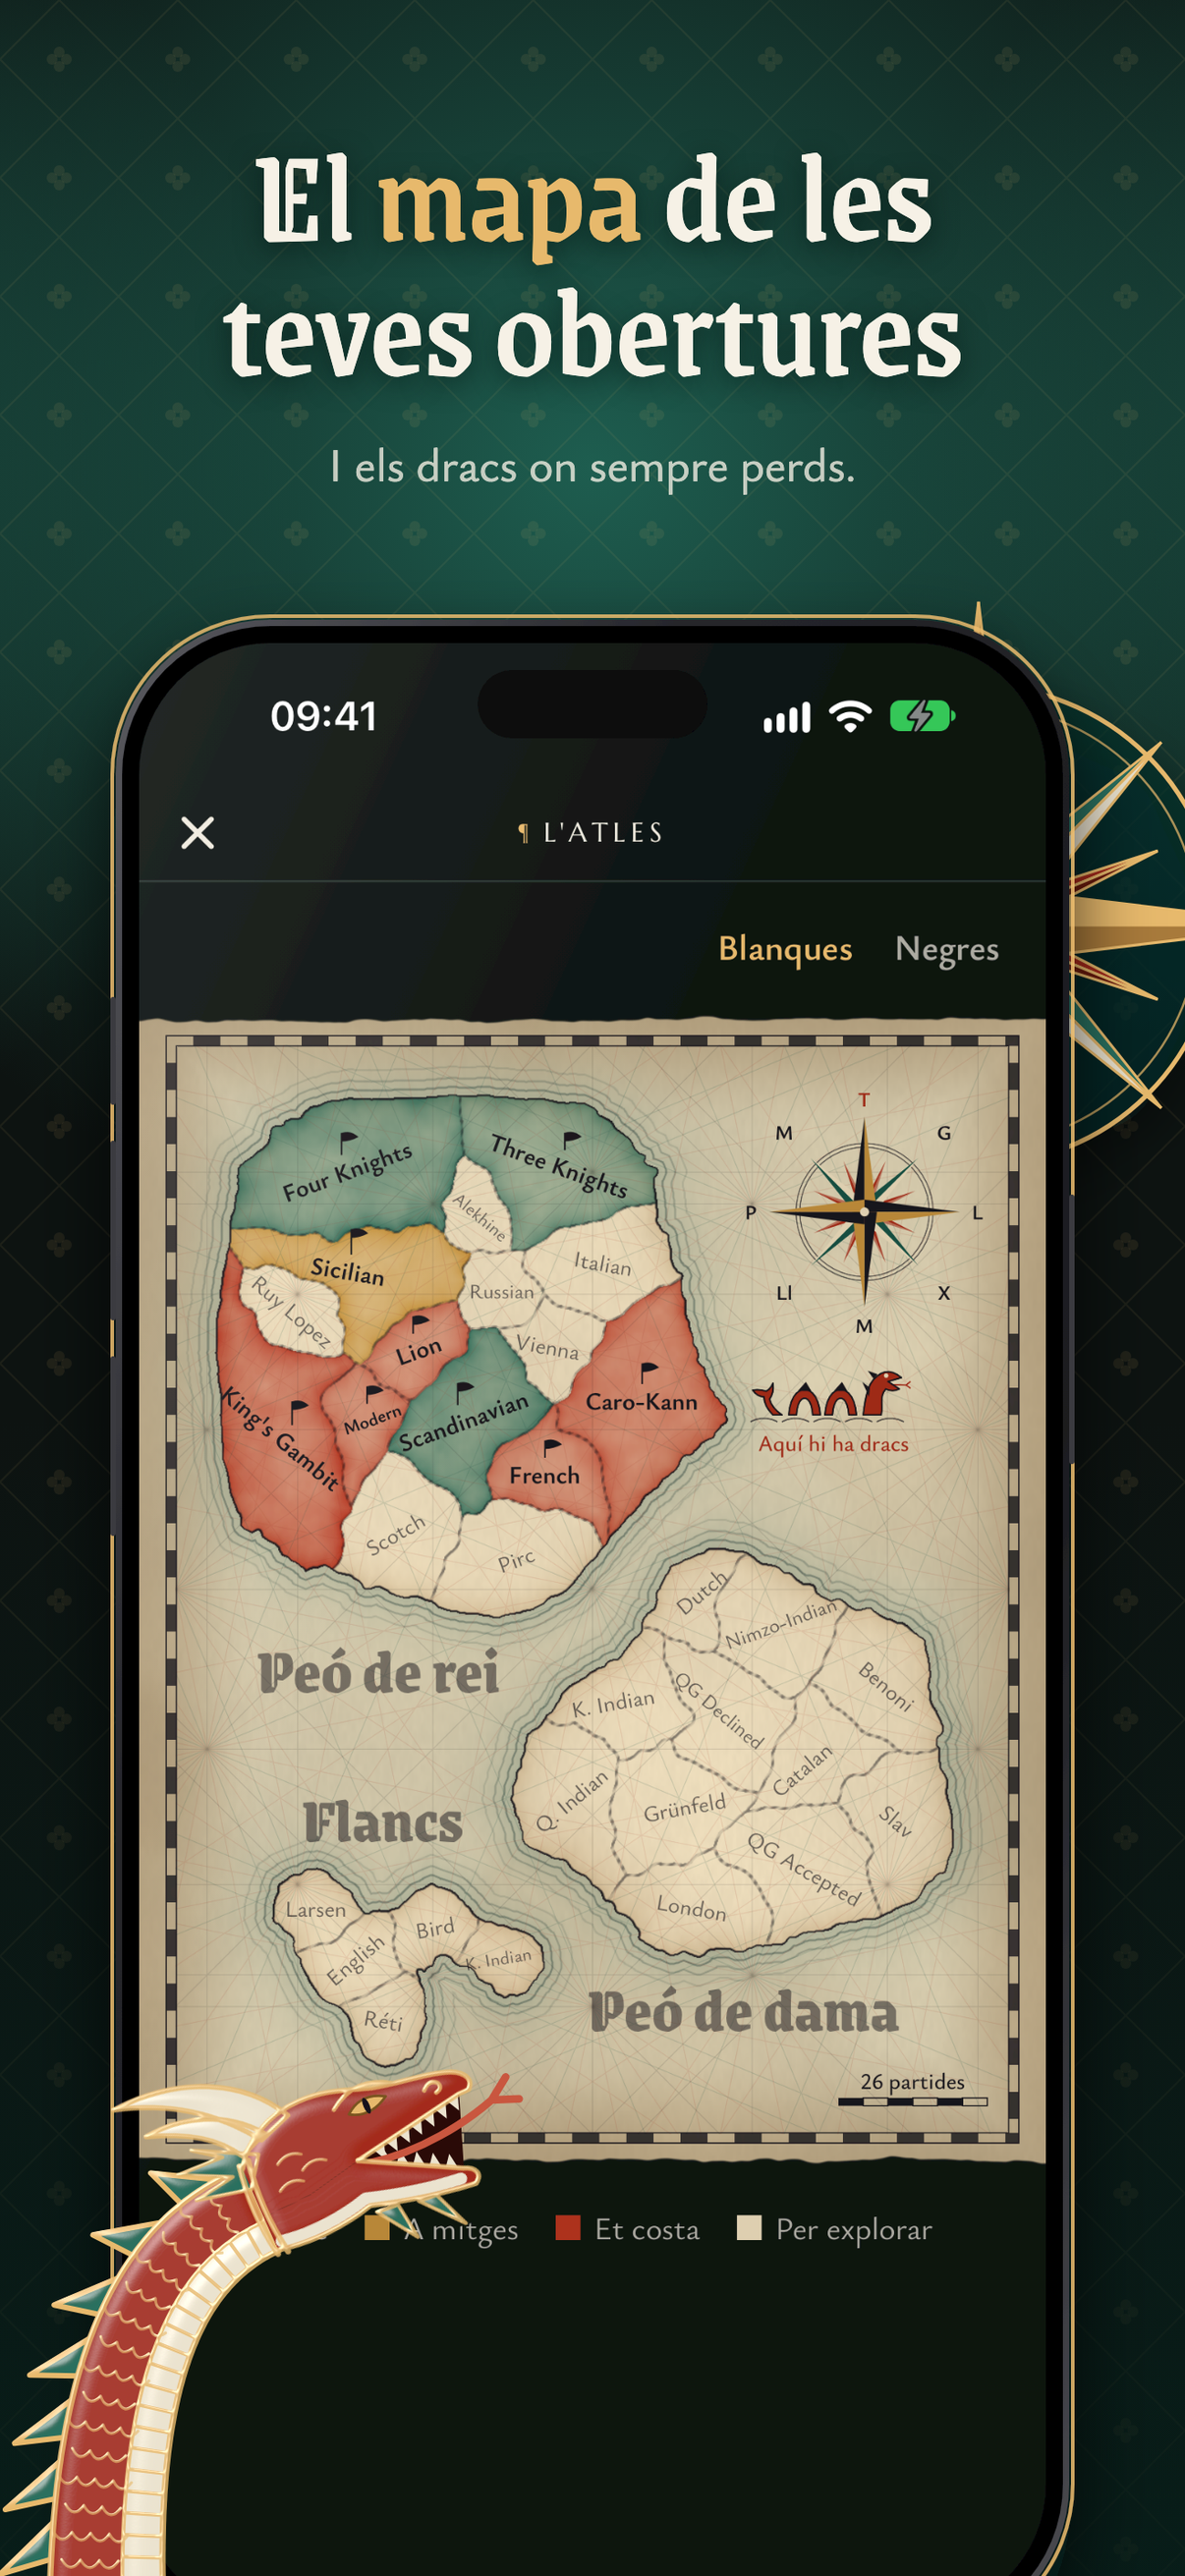 El mapa de les
teves obertures
I els dracs on sempre perds.
09:41
¶ L'ATLES
Blanques Negres
Four Knights
Three Knights
Alekhine
Sicilian
Ruy Lopez
Russian
Italian
Lion
Vienna
King's Gambit
Modern
Scandinavian
Caro-Kann
French
Scotch
Pirc
T
M G
P L
Ll X
M
Aquí hi ha dracs
Peó de rei
Dutch
Nimzo-Indian
Benoni
K. Indian
QG Declined
Q. Indian
Grünfeld
Catalan
Slav
QG Accepted
London
Flancs
Larsen
English
Bird
K. Indian
Réti
Peó de dama
26 partides
A mitges Et costa Per explorar